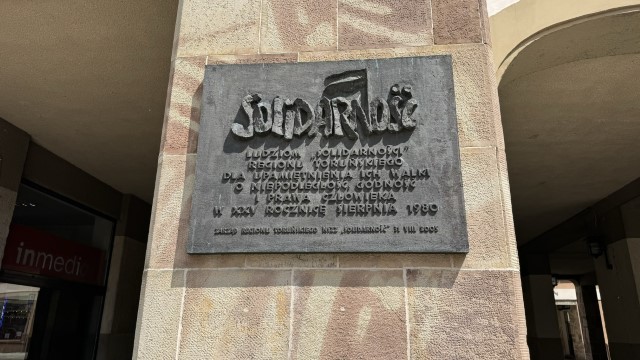 SOLIDARNOŚĆ
LUDZIOM „SOLIDARNOŚCI”
REGIONU TORUŃSKIEGO
DLA UPAMIĘTNIENIA ICH WALKI
O NIEPODLEGŁOŚĆ GODNOŚĆ
I PRAWA CZŁOWIEKA
W XXV ROCZNICĘ SIERPNIA 1980
ZARZĄD REGIONU TORUŃSKIEGO NSZZ „SOLIDARNOŚĆ” 31 VIII 2005
inmedi